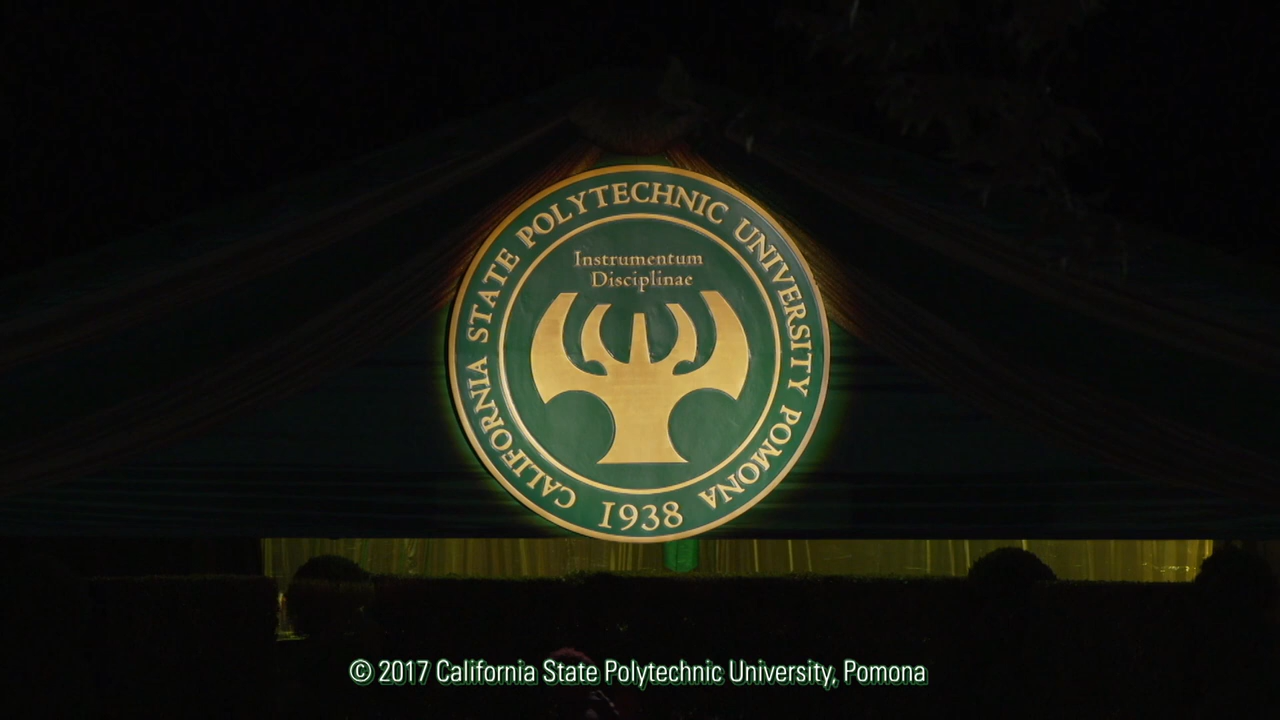 CALIFORNIA STATE POLYTECHNIC UNIVERSITY POMONA
Instrumentum
Disciplinae
1938
© 2017 California State Polytechnic University, Pomona